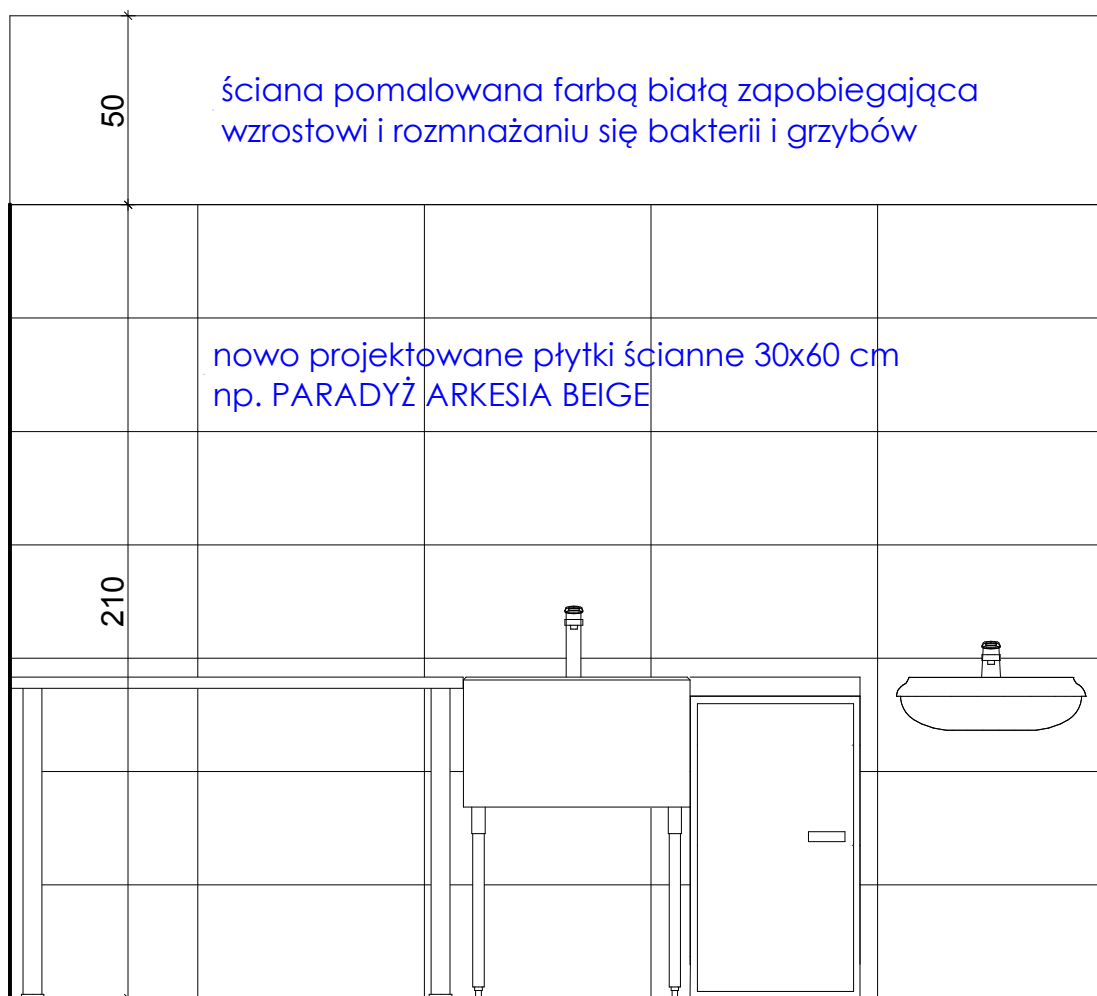 50
ściana pomalowana farbą białą zapobiegająca
wzrostowi i rozmnażaniu się bakterii i grzybów
nowo projektowane płytki ścianne 30x60 cm
np. PARADYŻ ARKESIA BEIGE
210